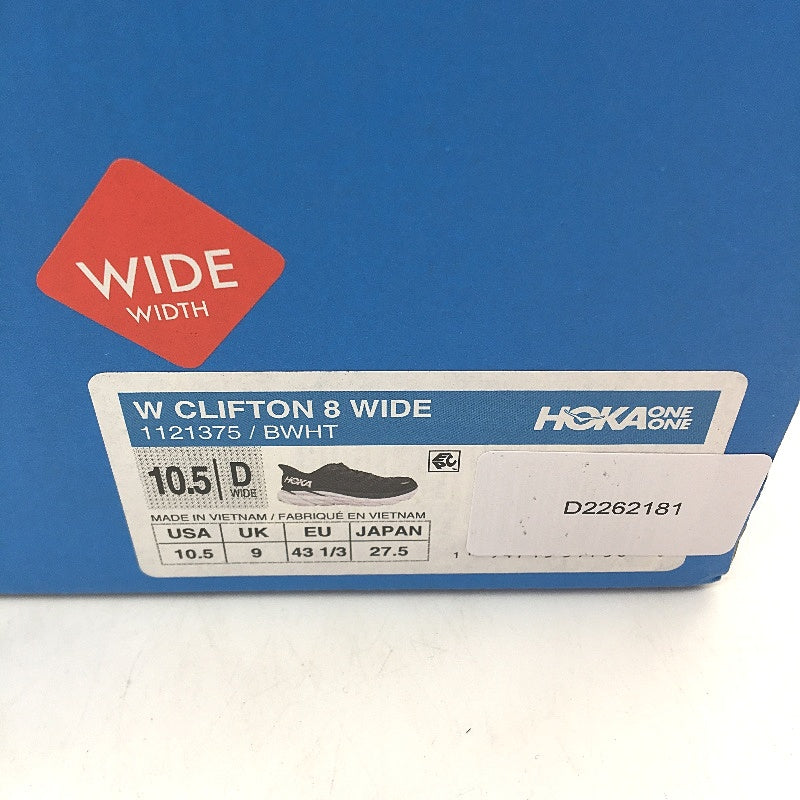 WIDE
WIDTH
W CLIFTON 8 WIDE
1121375 / BWHT
HOKA ONE ONE
10.5 D WIDE
HOKA
D2262181
MADE IN VIETNAM / FABRIQUÉ EN VIETNAM
USA UK EU JAPAN
10.5 9 43 1/3 27.5